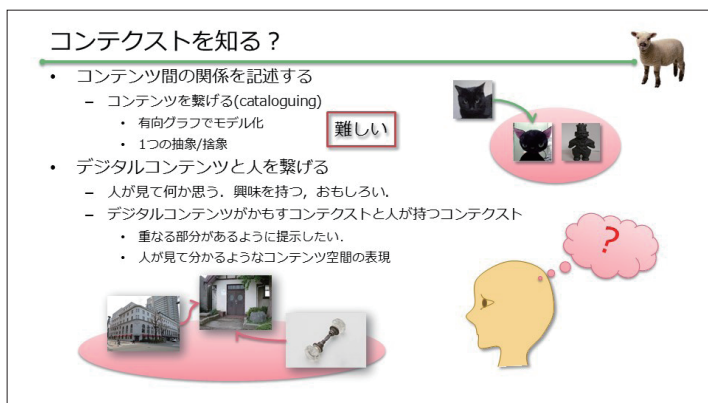 コンテクストを知る？
• コンテンツ間の関係を記述する
– コンテンツを繋げる(cataloguing)
• 有向グラフでモデル化
• 1つの抽象/捨象
難しい
• デジタルコンテンツと人を繋げる
– 人が見て何か思う．興味を持つ，おもしろい．
– デジタルコンテンツがかもすコンテクストと人が持つコンテクスト
• 重なる部分があるように提示したい．
• 人が見て分かるようなコンテンツ空間の表現
?